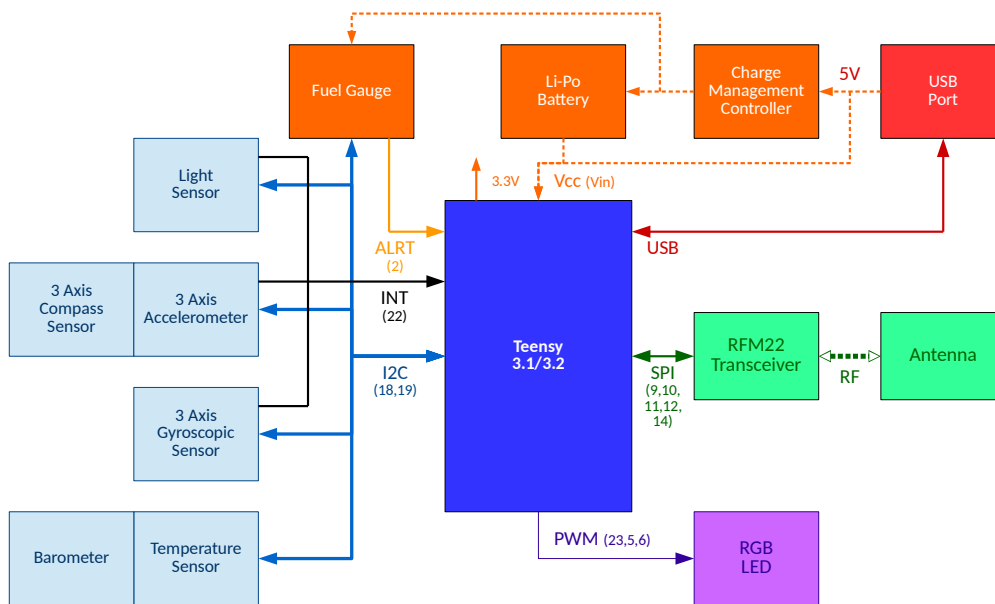 Fuel Gauge
Li-Po
Battery
Charge
Management
Controller
5V
USB
Port
Light
Sensor
3.3V
Vcc (Vin)
ALRT
(2)
USB
3 Axis
Compass
Sensor
3 Axis
Accelerometer
INT
(22)
Teensy
3.1/3.2
I2C
(18,19)
SPI
(9,10,
11,12,
14)
RFM22
Transceiver
RF
Antenna
3 Axis
Gyroscopic
Sensor
Barometer
Temperature
Sensor
PWM (23,5,6)
RGB
LED